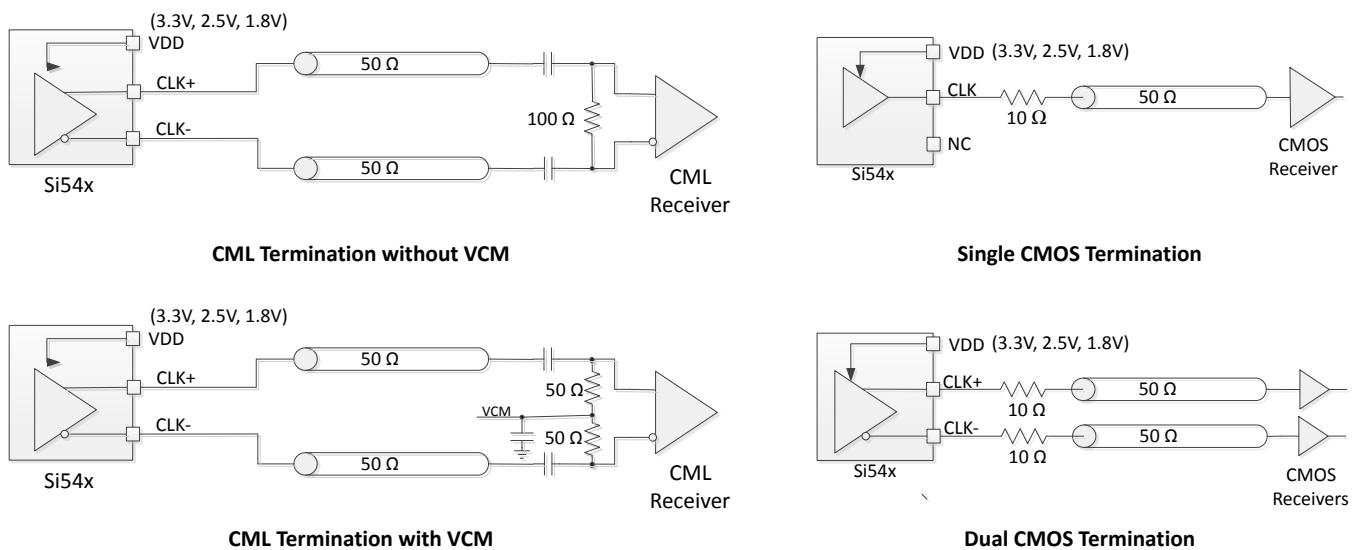 (3.3V, 2.5V, 1.8V)
VDD
CLK+
50 Ω
100 Ω
CLK-
50 Ω
Si54x
CML
Receiver
CML Termination without VCM
VDD (3.3V, 2.5V, 1.8V)
CLK
10 Ω
50 Ω
NC
Si54x
CMOS
Receiver
Single CMOS Termination
(3.3V, 2.5V, 1.8V)
VDD
CLK+
50 Ω
50 Ω
VCM
50 Ω
CLK-
50 Ω
Si54x
CML
Receiver
CML Termination with VCM
VDD (3.3V, 2.5V, 1.8V)
CLK+
10 Ω
50 Ω
CLK-
10 Ω
50 Ω
Si54x
CMOS
Receivers
Dual CMOS Termination